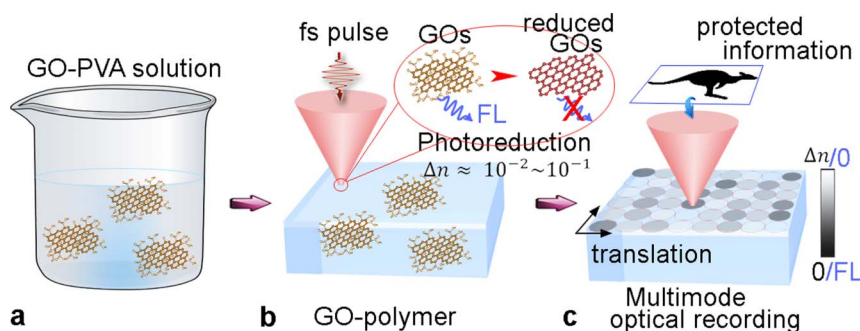 GO-PVA solution
a
fs pulse
GOs
reduced
GOs
FL
X
Photoreduction
Δn ≈ 10⁻²~10⁻¹
b
GO-polymer
protected
information
Δn/0
0/FL
translation
c
Multimode
optical recording